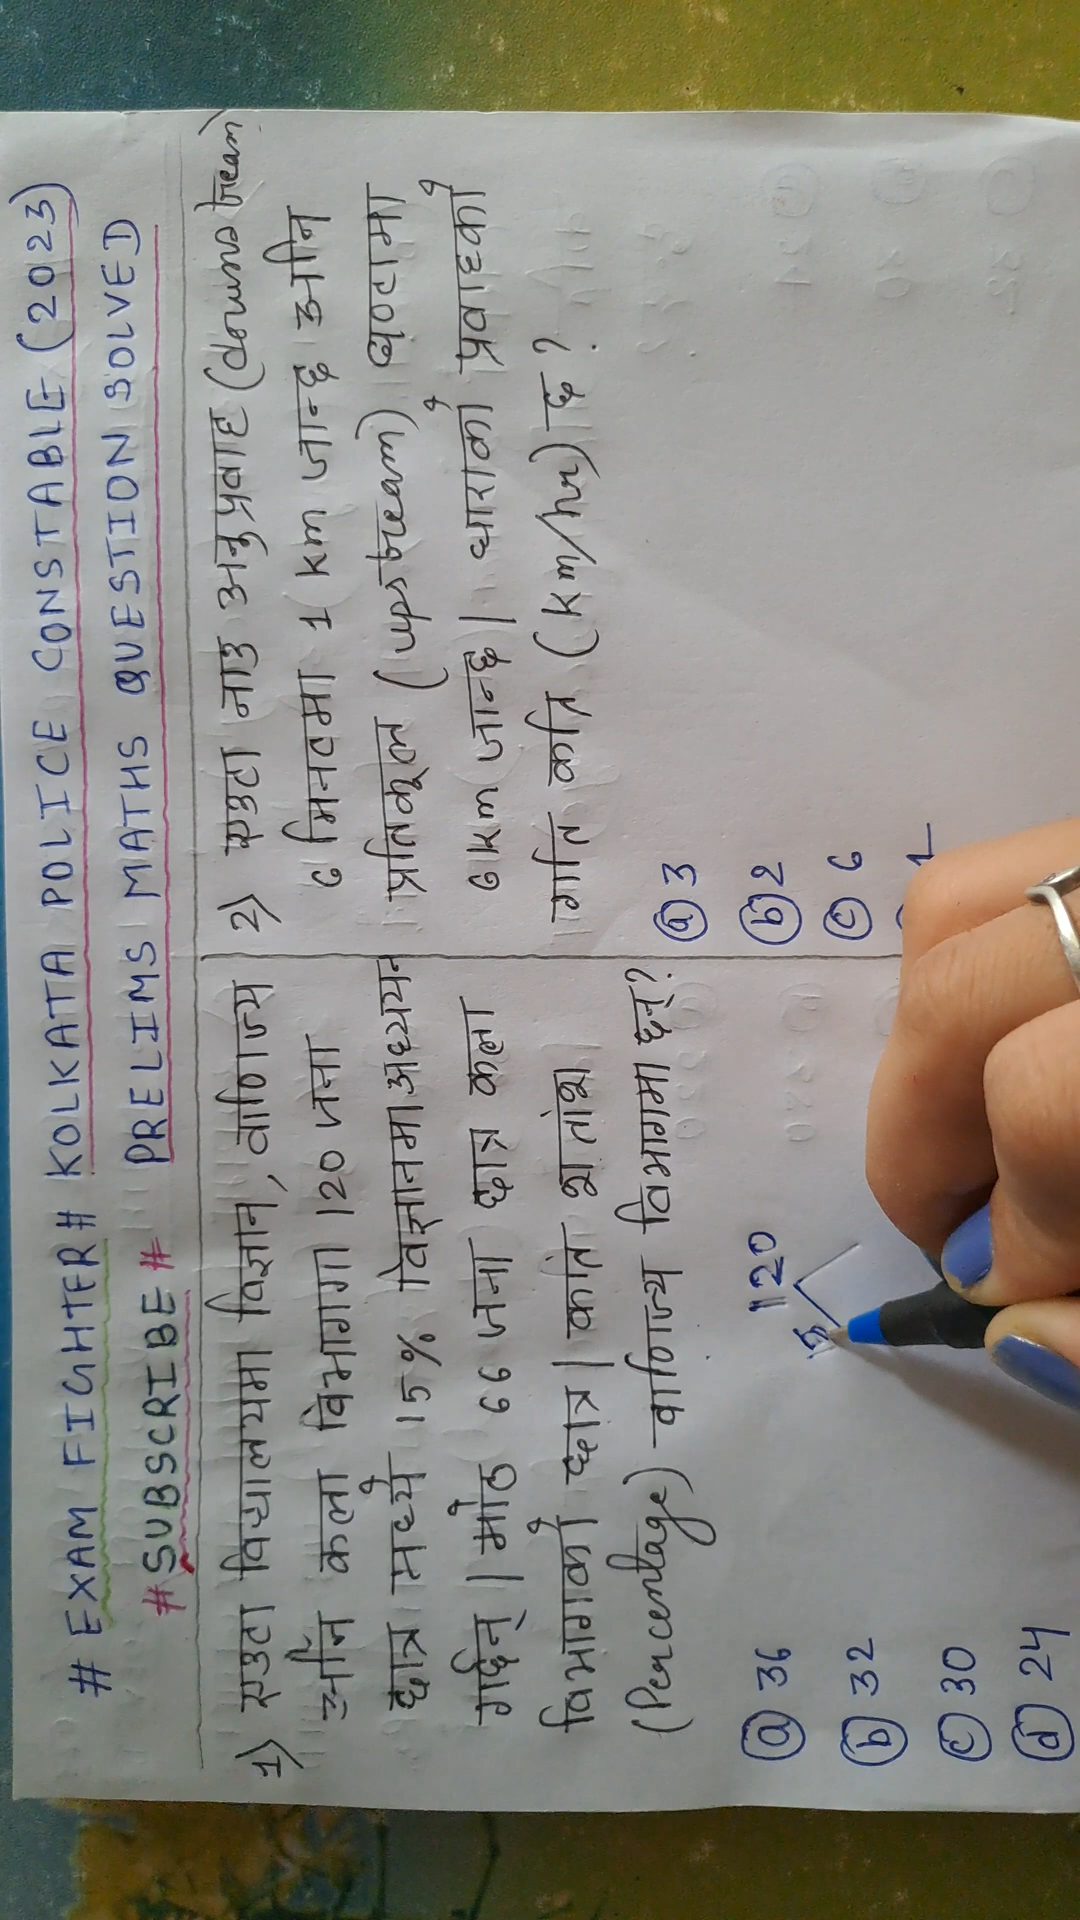 # EXAM FIGHTER # KOLKATA POLICE CONSTABLE (2023)
# SUBSCRIBE # PRELIMS MATHS QUESTION SOLVED
1) एउटा विद्यालयमा विज्ञान, वाणिज्य
अनि कला विभागमा 120 जना
छात्र मध्ये 15% विज्ञानमा अध्ययन
गर्छन् | मोठ 66 जना छात्र कला
विभागको छात्र | कति प्रतिशत
(Percentage) वाणिज्य विभागमा छन्?
(a) 36
(b) 32
(c) 30
(d) 24
120
2) एउटा नाउ अनुप्रवाह (downstream)
6 मिनटमा 1 km जान्छ अनि
प्रतिकूल (upstream) घण्टामा
6 km जान्छ | धाराको प्रवाहको
गति कति (km/hr) छ?
(a) 3
(b) 2
(c) 6